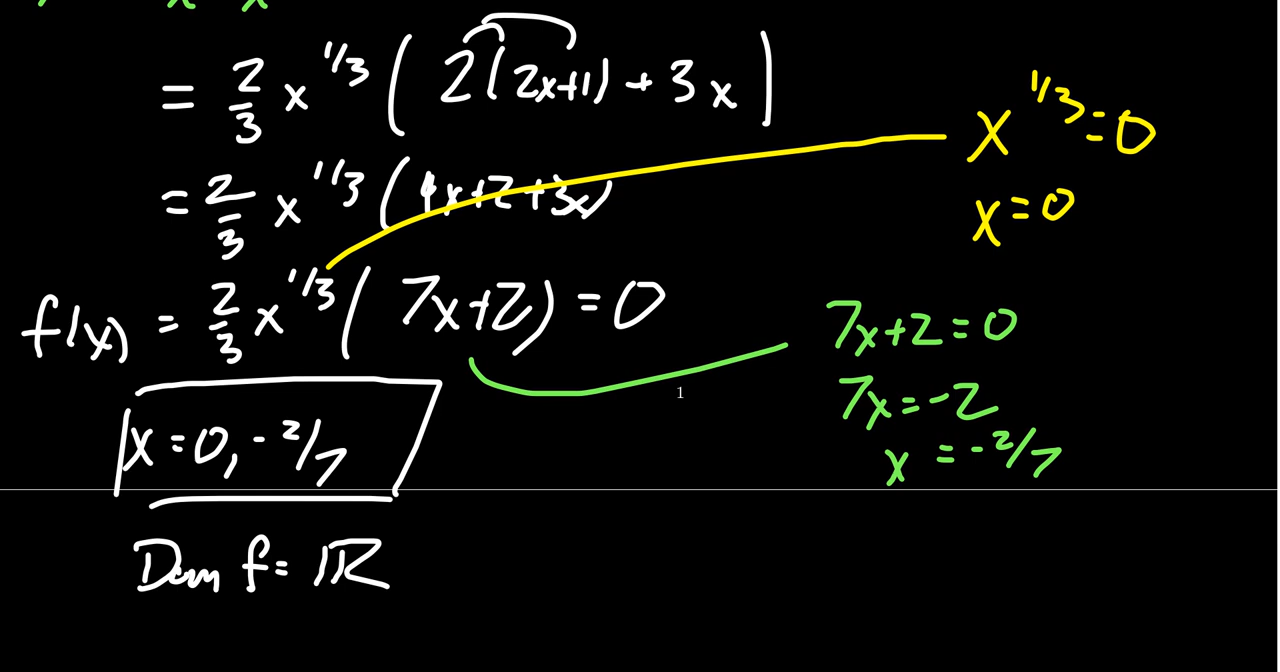 = 2/3 x^1/3 ( 2(2x+1) + 3x )
x^1/3 = 0
= 2/3 x^1/3 (4x+2+3x)
x = 0
f(x) = 2/3 x^1/3 ( 7x+2) = 0
7x+2 = 0
1
7x = -2
x = 0, -2/7
x = -2/7
Dom f = ℝ